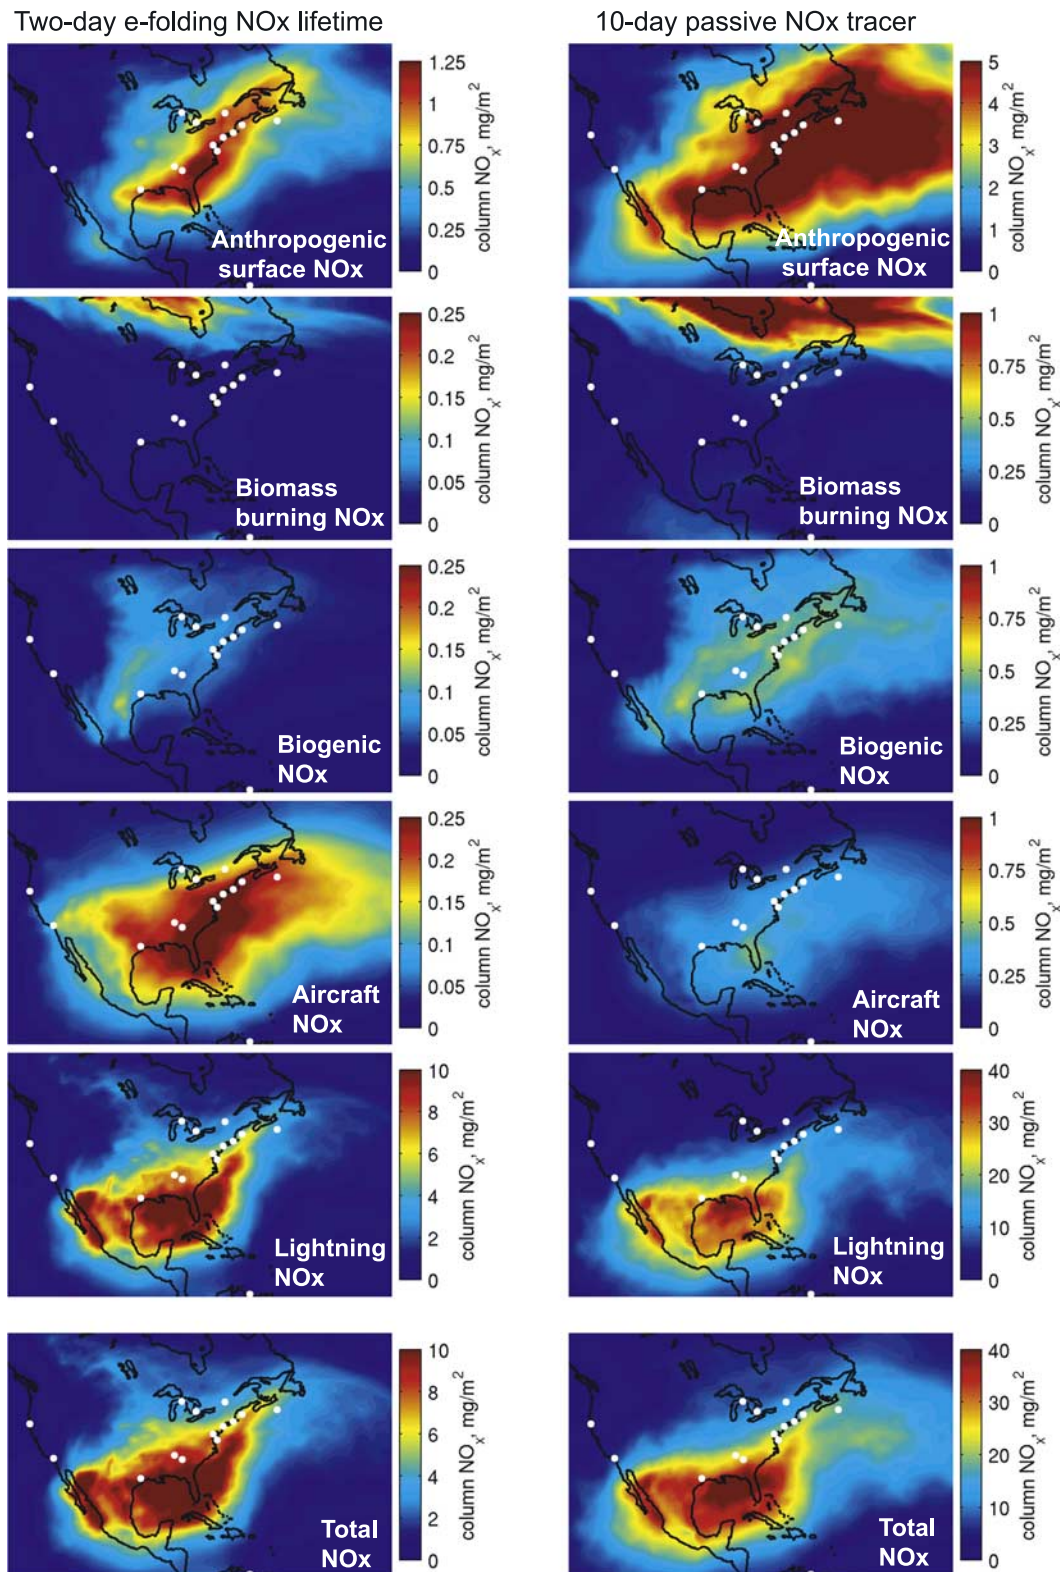 Two-day e-folding NOx lifetime
10-day passive NOx tracer
1.25
1
0.75
0.5
0.25
0
column NOx, mg/m²
Anthropogenic
surface NOx
5
4
3
2
1
0
column NOx, mg/m²
Anthropogenic
surface NOx
0.25
0.2
0.15
0.1
0.05
0
column NOx, mg/m²
Biomass
burning NOx
1
0.75
0.5
0.25
0
column NOx, mg/m²
Biomass
burning NOx
0.25
0.2
0.15
0.1
0.05
0
column NOx, mg/m²
Biogenic
NOx
1
0.75
0.5
0.25
0
column NOx, mg/m²
Biogenic
NOx
0.25
0.2
0.15
0.1
0.05
0
column NOx, mg/m²
Aircraft
NOx
1
0.75
0.5
0.25
0
column NOx, mg/m²
Aircraft
NOx
10
8
6
4
2
0
column NOx, mg/m²
Lightning
NOx
40
30
20
10
0
column NOx, mg/m²
Lightning
NOx
10
8
6
4
2
0
column NOx, mg/m²
Total
NOx
40
30
20
10
0
column NOx, mg/m²
Total
NOx